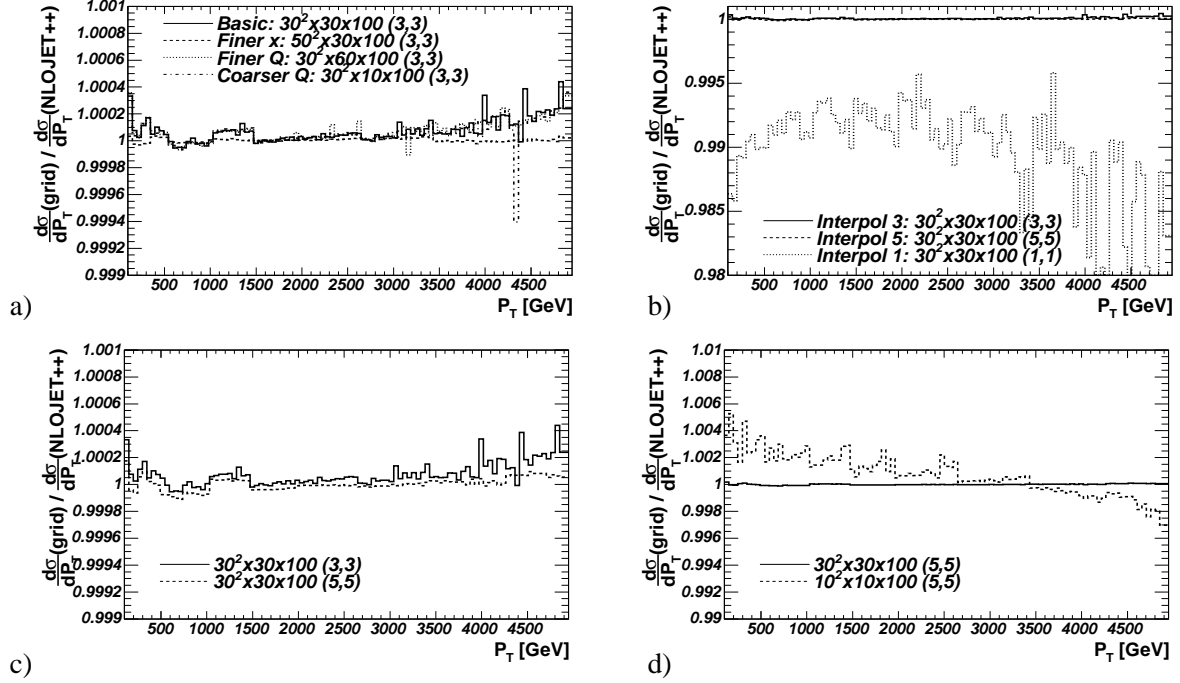 dσ/dP_T(grid) / dσ/dP_T(NLOJET++)
1.001
1.0008
1.0006
1.0004
1.0002
1
0.9998
0.9996
0.9994
0.9992
0.999
Basic: 30²x30x100 (3,3)
Finer x: 50²x30x100 (3,3)
Finer Q: 30²x60x100 (3,3)
Coarser Q: 30²x10x100 (3,3)
500 1000 1500 2000 2500 3000 3500 4000 4500
P_T [GeV]
a)
dσ/dP_T(grid) / dσ/dP_T(NLOJET++)
1
0.995
0.99
0.985
0.98
Interpol 3: 30²x30x100 (3,3)
Interpol 5: 30²x30x100 (5,5)
Interpol 1: 30²x30x100 (1,1)
500 1000 1500 2000 2500 3000 3500 4000 4500
P_T [GeV]
b)
dσ/dP_T(grid) / dσ/dP_T(NLOJET++)
1.001
1.0008
1.0006
1.0004
1.0002
1
0.9998
0.9996
0.9994
0.9992
0.999
30²x30x100 (3,3)
30²x30x100 (5,5)
500 1000 1500 2000 2500 3000 3500 4000 4500
P_T [GeV]
c)
dσ/dP_T(grid) / dσ/dP_T(NLOJET++)
1.01
1.008
1.006
1.004
1.002
1
0.998
0.996
0.994
0.992
0.99
30²x30x100 (5,5)
10²x10x100 (5,5)
500 1000 1500 2000 2500 3000 3500 4000 4500
P_T [GeV]
d)